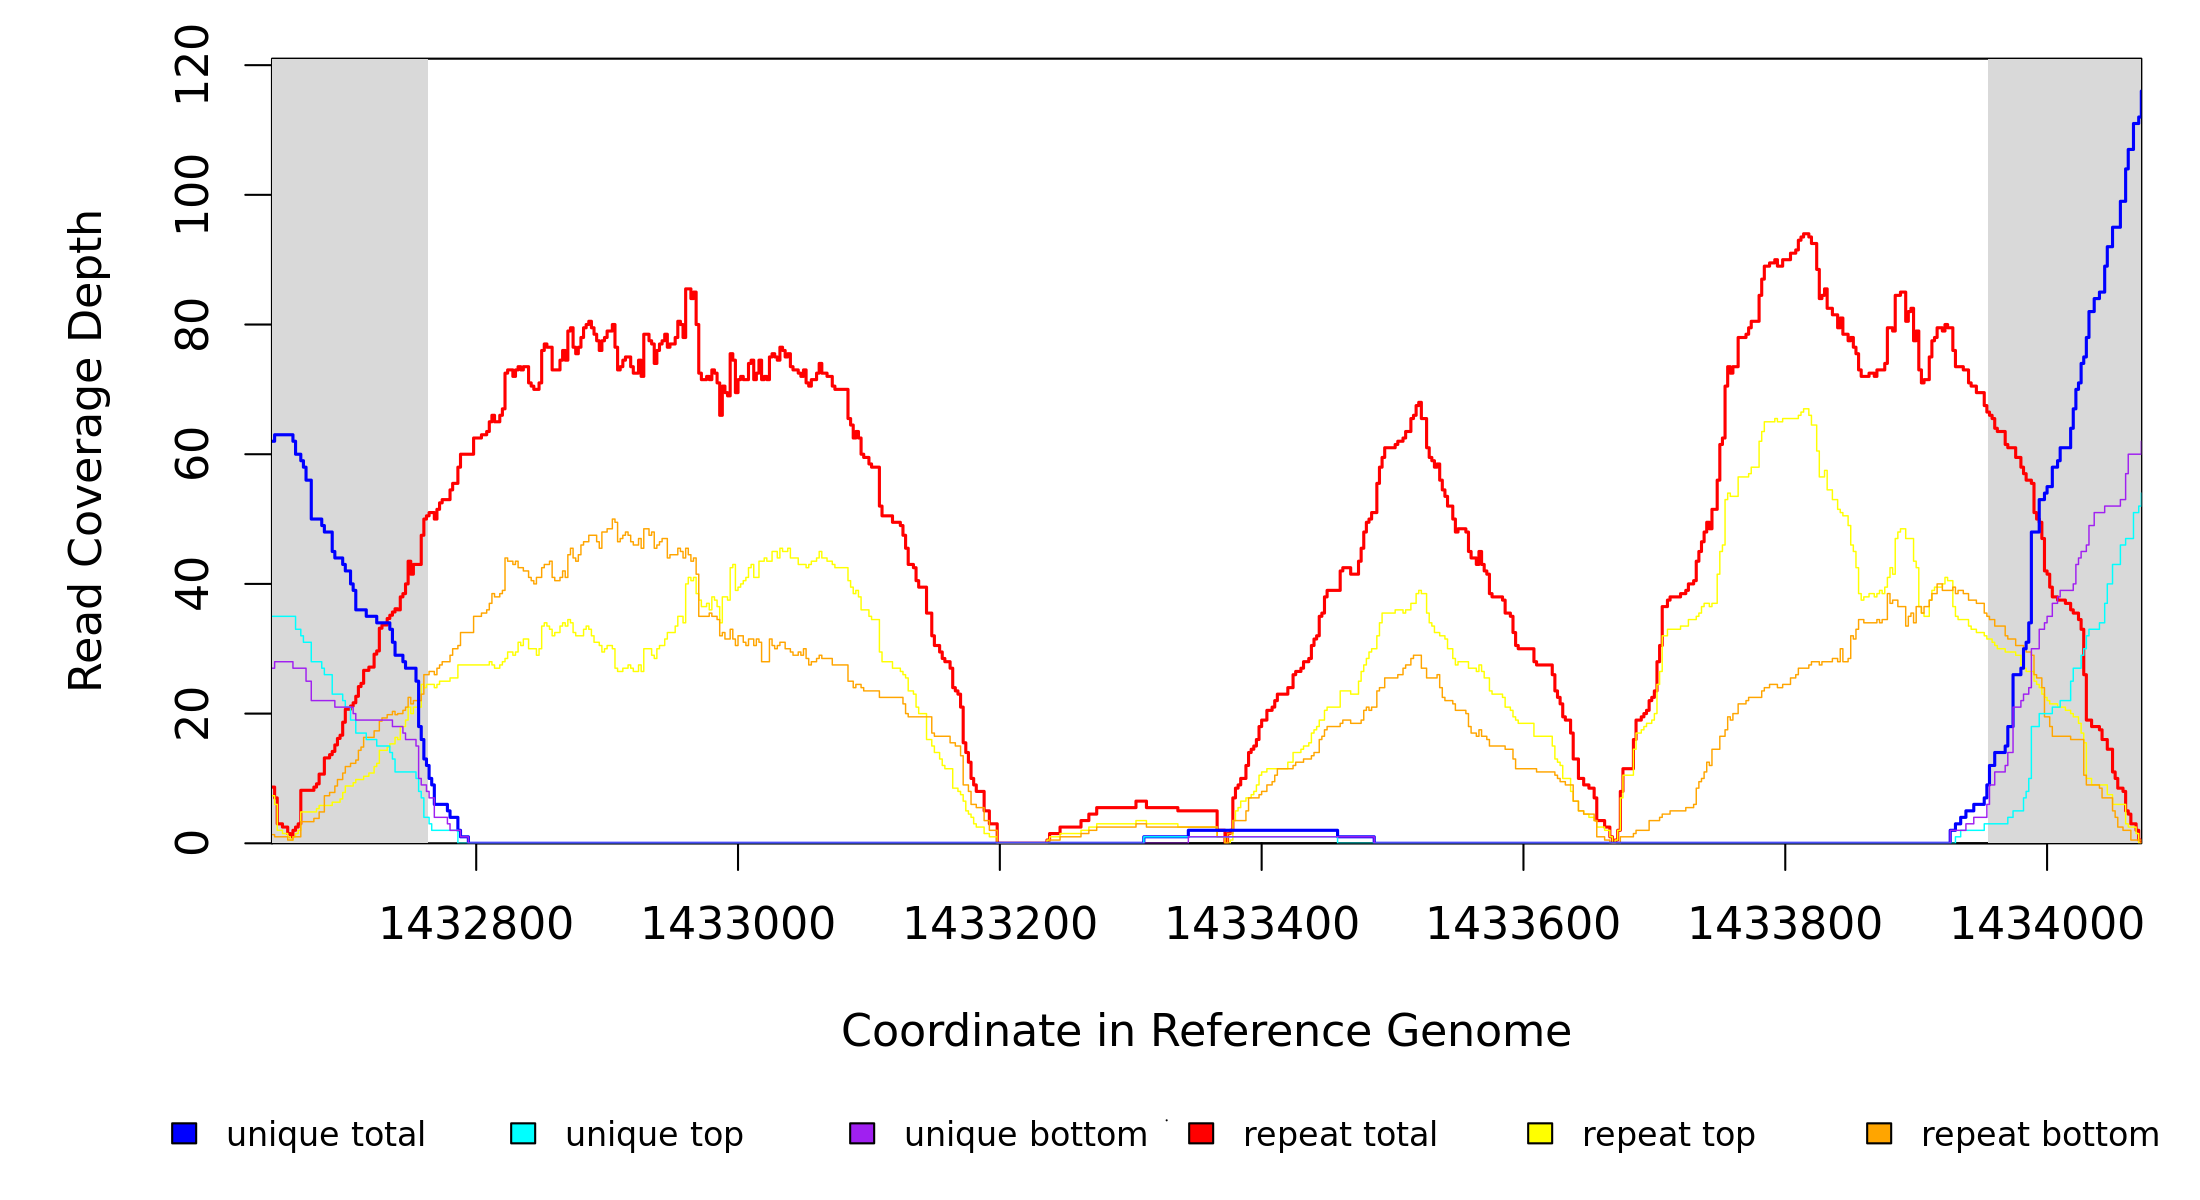 Read Coverage Depth
120
100
80
60
40
20
0
1432800 1433000 1433200 1433400 1433600 1433800 1434000
Coordinate in Reference Genome
unique total unique top unique bottom repeat total repeat top repeat bottom